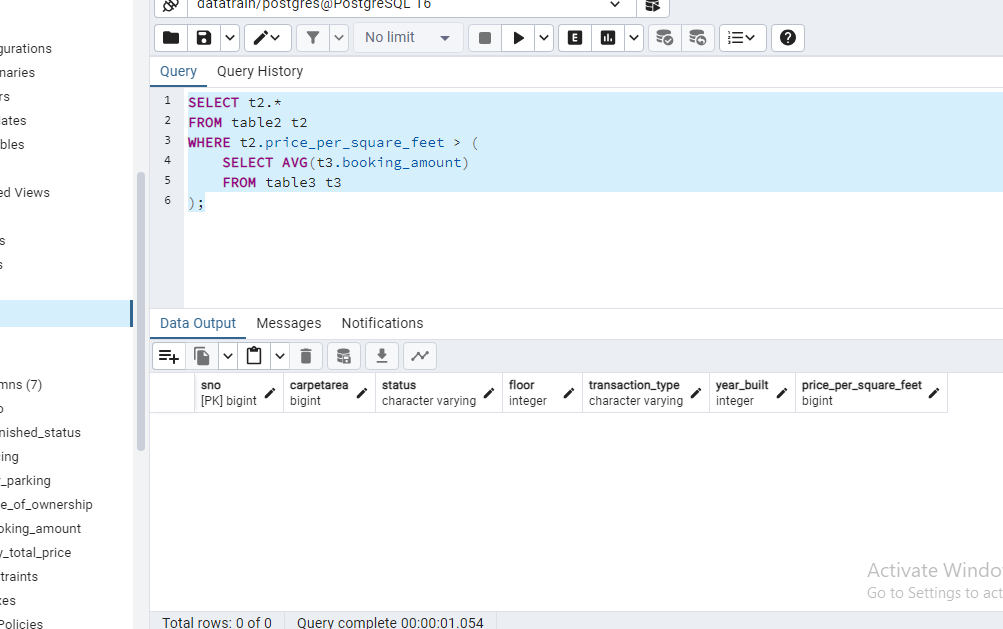 datatrain/postgres@PostgreSQL 16
No limit
Query Query History
1 SELECT t2.*
2 FROM table2 t2
3 WHERE t2.price_per_square_feet > (
4 SELECT AVG(t3.booking_amount)
5 FROM table3 t3
6 );
Data Output Messages Notifications
sno carpetarea status floor transaction_type year_built price_per_square_feet
[PK] bigint bigint character varying integer character varying integer bigint
Total rows: 0 of 0 Query complete 00:00:01.054
gurations
naries
rs
lates
bles
ed Views
s
s
mns (7)
o
nished_status
ing
_parking
e_of_ownership
oking_amount
y_total_price
traints
es
Policies
Activate Windo
Go to Settings to act